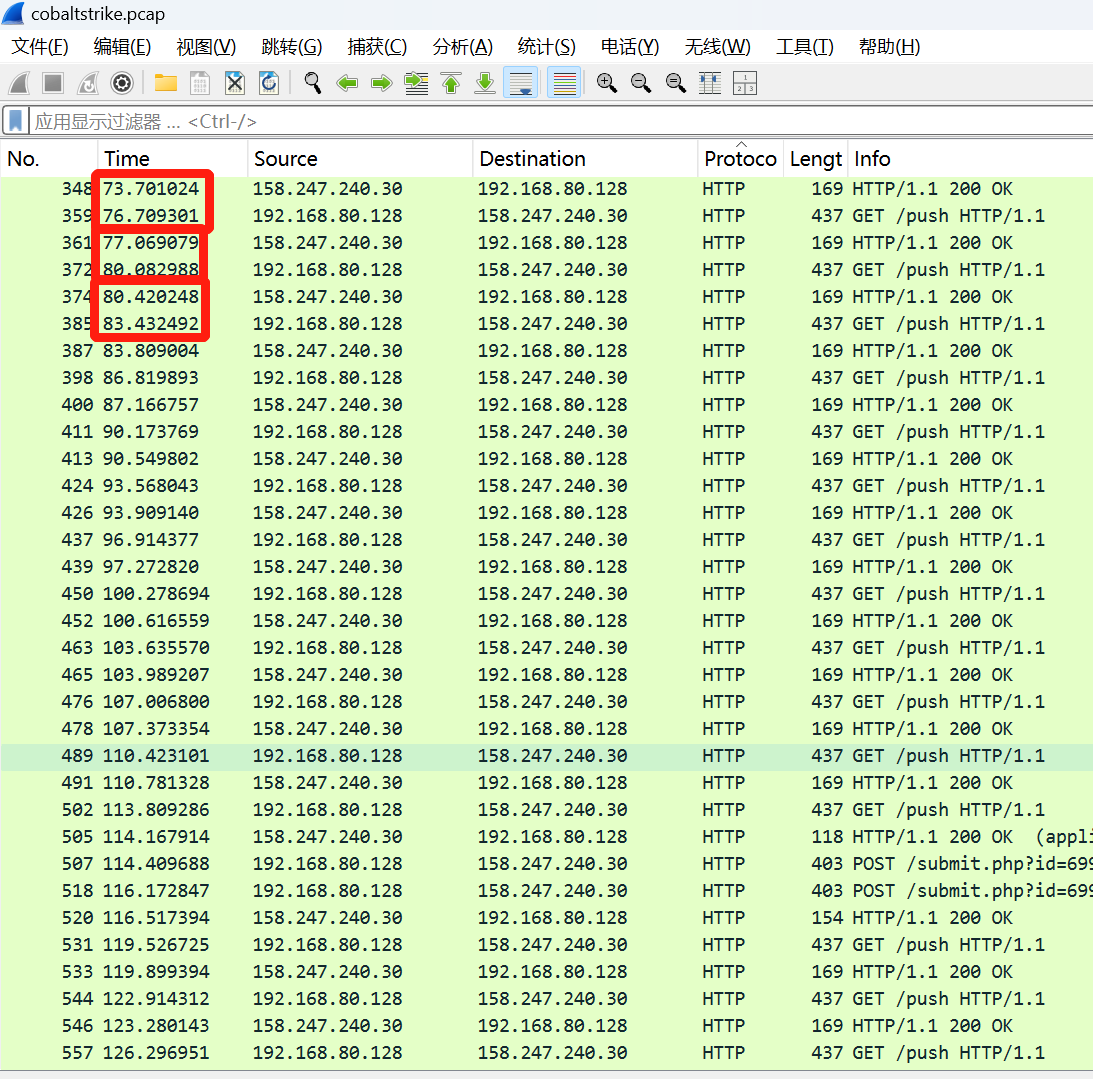 cobaltstrike.pcap
文件(F) 编辑(E) 视图(V) 跳转(G) 捕获(C) 分析(A) 统计(S) 电话(Y) 无线(W) 工具(T) 帮助(H)
应用显示过滤器 … <Ctrl-/>
No. Time Source Destination Protoco Lengt Info
348 73.701024 158.247.240.30 192.168.80.128 HTTP 169 HTTP/1.1 200 OK
359 76.709301 192.168.80.128 158.247.240.30 HTTP 437 GET /push HTTP/1.1
361 77.069079 158.247.240.30 192.168.80.128 HTTP 169 HTTP/1.1 200 OK
372 80.082988 192.168.80.128 158.247.240.30 HTTP 437 GET /push HTTP/1.1
374 80.420248 158.247.240.30 192.168.80.128 HTTP 169 HTTP/1.1 200 OK
385 83.432492 192.168.80.128 158.247.240.30 HTTP 437 GET /push HTTP/1.1
387 83.809004 158.247.240.30 192.168.80.128 HTTP 169 HTTP/1.1 200 OK
398 86.819893 192.168.80.128 158.247.240.30 HTTP 437 GET /push HTTP/1.1
400 87.166757 158.247.240.30 192.168.80.128 HTTP 169 HTTP/1.1 200 OK
411 90.173769 192.168.80.128 158.247.240.30 HTTP 437 GET /push HTTP/1.1
413 90.549802 158.247.240.30 192.168.80.128 HTTP 169 HTTP/1.1 200 OK
424 93.568043 192.168.80.128 158.247.240.30 HTTP 437 GET /push HTTP/1.1
426 93.909140 158.247.240.30 192.168.80.128 HTTP 169 HTTP/1.1 200 OK
437 96.914377 192.168.80.128 158.247.240.30 HTTP 437 GET /push HTTP/1.1
439 97.272820 158.247.240.30 192.168.80.128 HTTP 169 HTTP/1.1 200 OK
450 100.278694 192.168.80.128 158.247.240.30 HTTP 437 GET /push HTTP/1.1
452 100.616559 158.247.240.30 192.168.80.128 HTTP 169 HTTP/1.1 200 OK
463 103.635570 192.168.80.128 158.247.240.30 HTTP 437 GET /push HTTP/1.1
465 103.989207 158.247.240.30 192.168.80.128 HTTP 169 HTTP/1.1 200 OK
476 107.006800 192.168.80.128 158.247.240.30 HTTP 437 GET /push HTTP/1.1
478 107.373354 158.247.240.30 192.168.80.128 HTTP 169 HTTP/1.1 200 OK
489 110.423101 192.168.80.128 158.247.240.30 HTTP 437 GET /push HTTP/1.1
491 110.781328 158.247.240.30 192.168.80.128 HTTP 169 HTTP/1.1 200 OK
502 113.809286 192.168.80.128 158.247.240.30 HTTP 437 GET /push HTTP/1.1
505 114.167914 158.247.240.30 192.168.80.128 HTTP 118 HTTP/1.1 200 OK (appli
507 114.409688 192.168.80.128 158.247.240.30 HTTP 403 POST /submit.php?id=699
518 116.172847 192.168.80.128 158.247.240.30 HTTP 403 POST /submit.php?id=699
520 116.517394 158.247.240.30 192.168.80.128 HTTP 154 HTTP/1.1 200 OK
531 119.526725 192.168.80.128 158.247.240.30 HTTP 437 GET /push HTTP/1.1
533 119.899394 158.247.240.30 192.168.80.128 HTTP 169 HTTP/1.1 200 OK
544 122.914312 192.168.80.128 158.247.240.30 HTTP 437 GET /push HTTP/1.1
546 123.280143 158.247.240.30 192.168.80.128 HTTP 169 HTTP/1.1 200 OK
557 126.296951 192.168.80.128 158.247.240.30 HTTP 437 GET /push HTTP/1.1